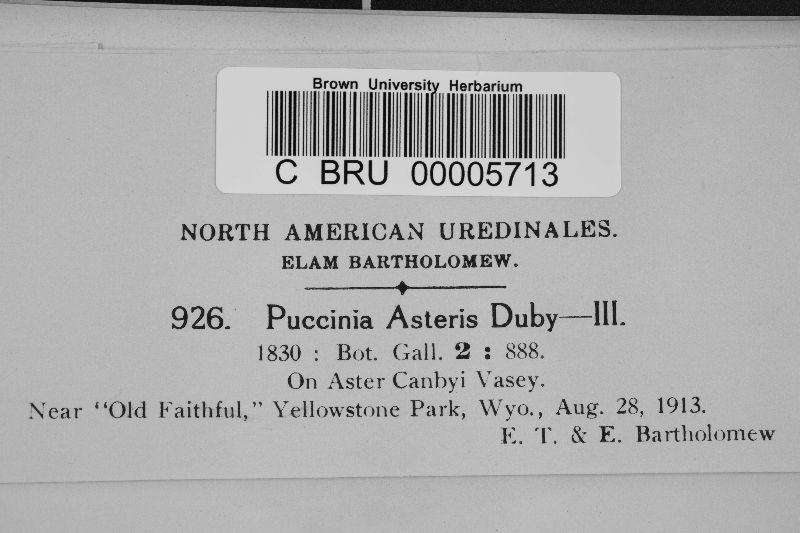 Brown University Herbarium
C BRU 00005713
NORTH AMERICAN UREDINALES.
ELAM BARTHOLOMEW.
926. Puccinia Asteris Duby—III.
1830 : Bot. Gall. 2 : 888.
On Aster Canbyi Vasey.
Near "Old Faithful," Yellowstone Park, Wyo., Aug. 28, 1913.
E. T. & E. Bartholomew